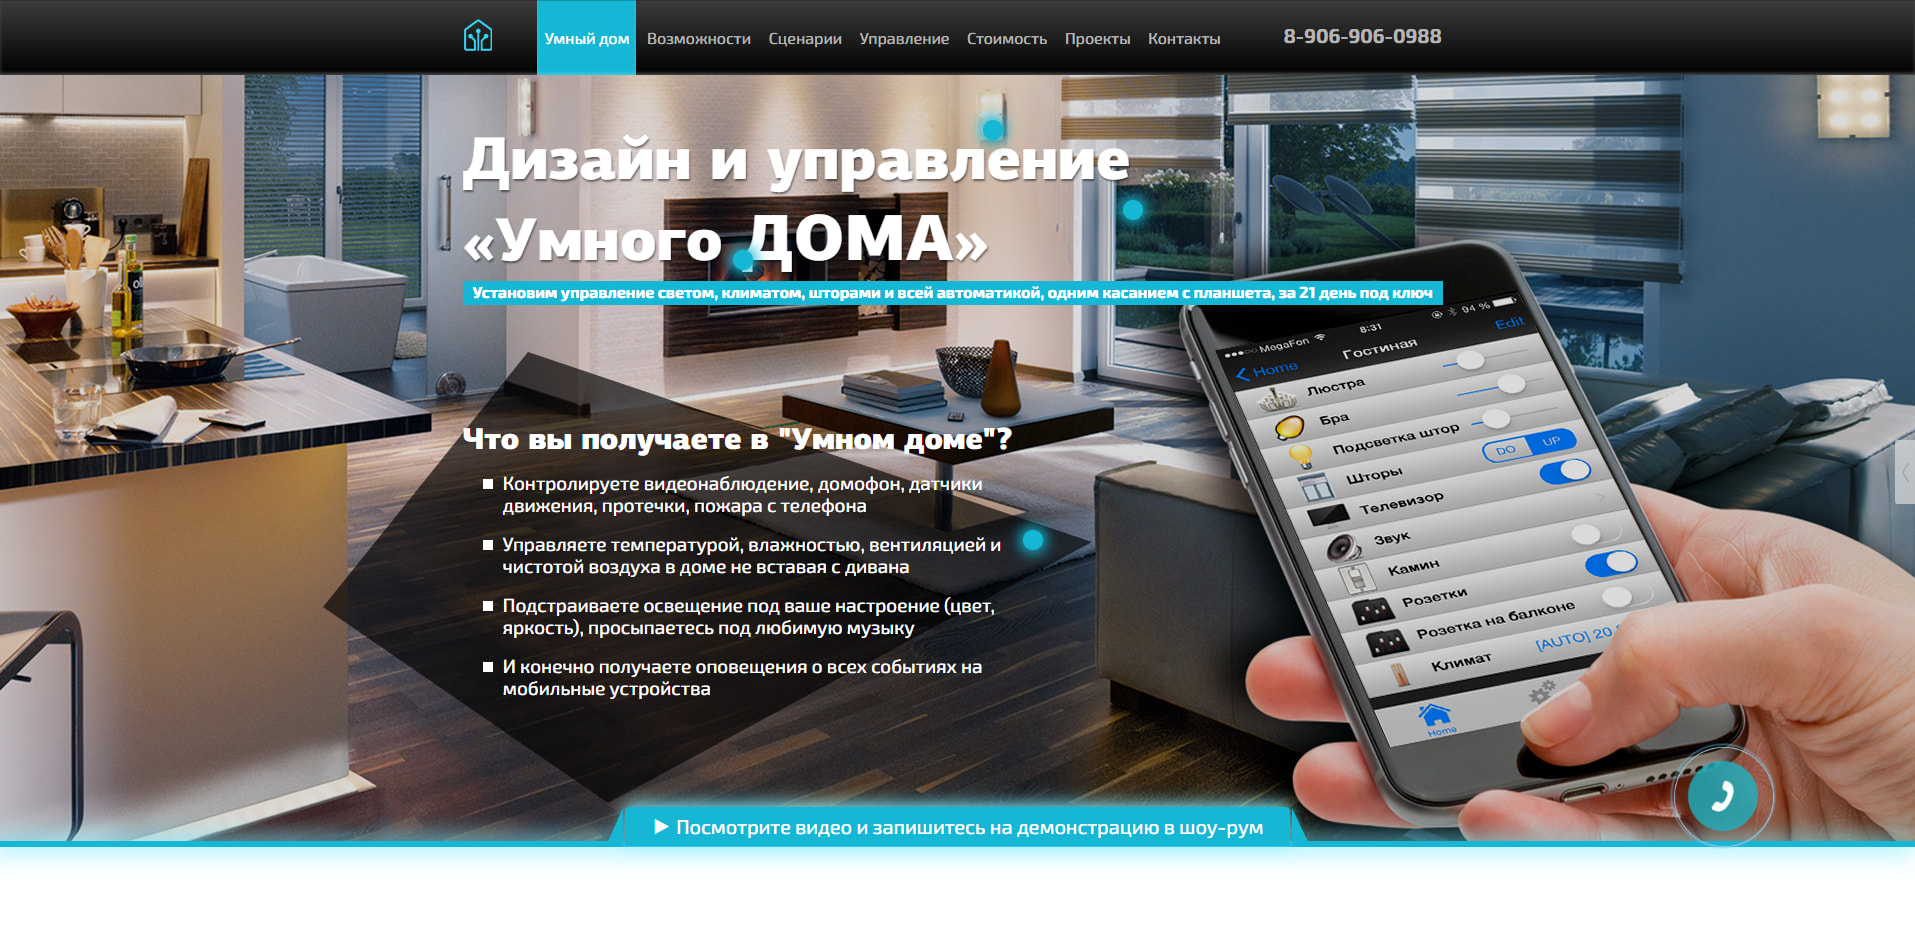 Умный дом
Возможности
Сценарии
Управление
Стоимость
Проекты
Контакты
8-906-906-0988
Дизайн и управление
«Умного ДОМА»
Установим управление светом, климатом, шторами и всей автоматикой, одним касанием с планшета, за 21 день под ключ
Что вы получаете в "Умном доме"?
Контролируете видеонаблюдение, домофон, датчики
движения, протечки, пожара с телефона
Управляете температурой, влажностью, вентиляцией и
чистотой воздуха в доме не вставая с дивана
Подстраиваете освещение под ваше настроение (цвет,
яркость), просыпаетесь под любимую музыку
И конечно получаете оповещения о всех событиях на
мобильные устройства
MegaFon 8:31 94 %
Home Гостиная Edit
Люстра
Бра
Подсветка штор
Шторы DO UP
Телевизор
Звук
Камин
Розетки
Розетка на балконе
Климат [AUTO] 20
Home
Посмотрите видео и запишитесь на демонстрацию в шоу-рум